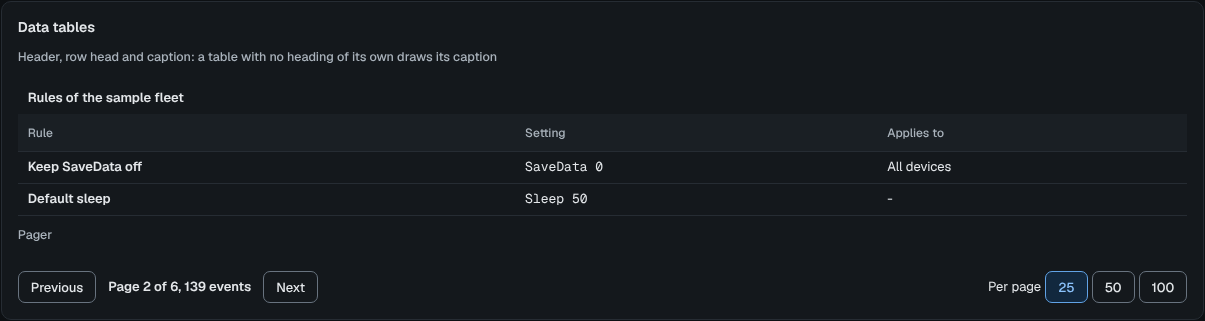 Data tables
Header, row head and caption: a table with no heading of its own draws its caption
Rules of the sample fleet
Rule Setting Applies to
Keep SaveData off SaveData 0 All devices
Default sleep Sleep 50 -
Pager
Previous Page 2 of 6, 139 events Next Per page 25 50 100